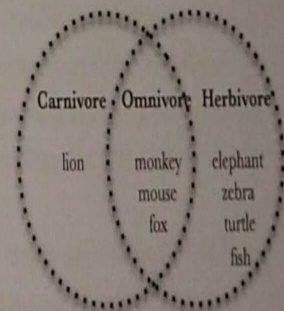 Carnivore Omnivore Herbivore
lion monkey elephant
mouse zebra
fox turtle
fish